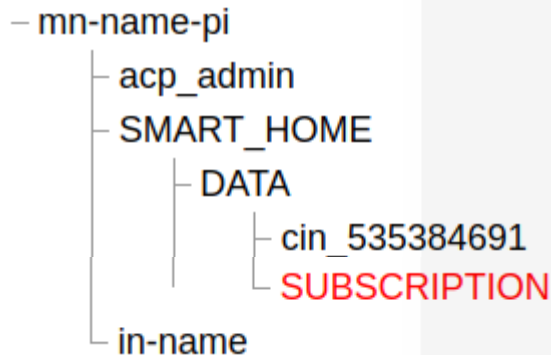 mn-name-pi
acp_admin
SMART_HOME
DATA
cin_535384691
SUBSCRIPTION
in-name